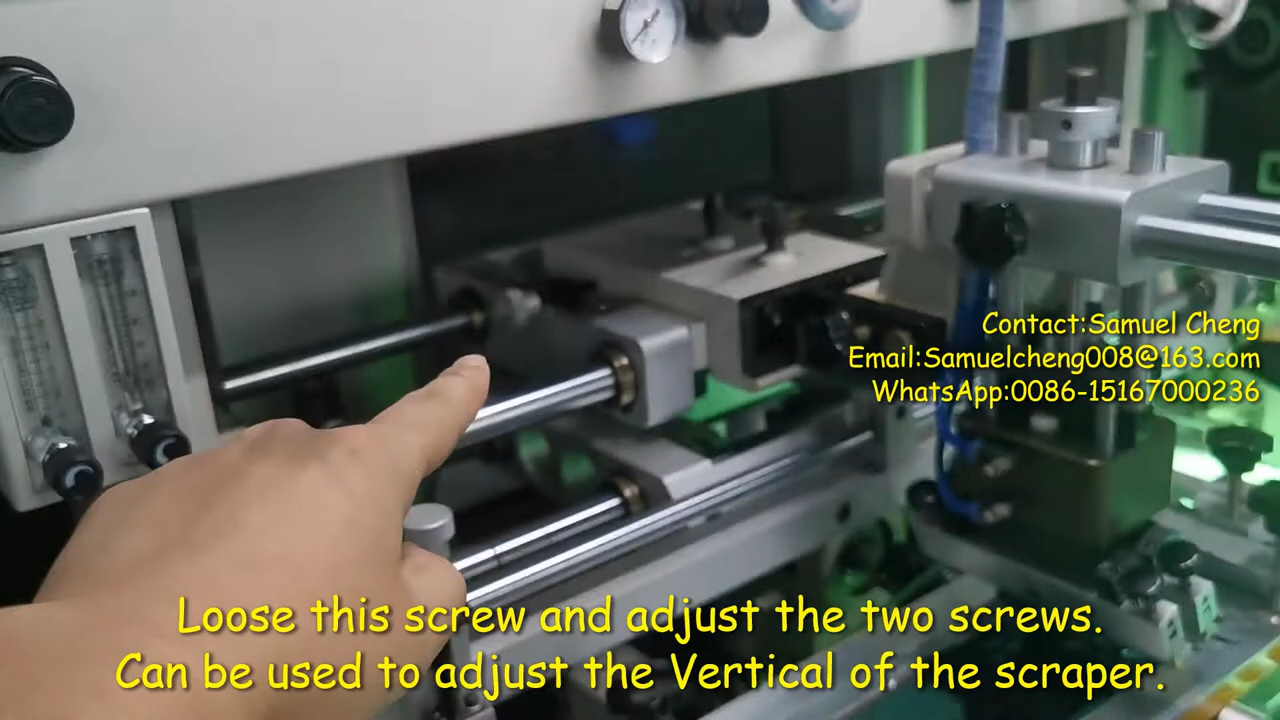 Contact:Samuel Cheng
Email:Samuelcheng008@163.com
WhatsApp:0086-15167000236
Loose this screw and adjust the two screws.
Can be used to adjust the Vertical of the scraper.